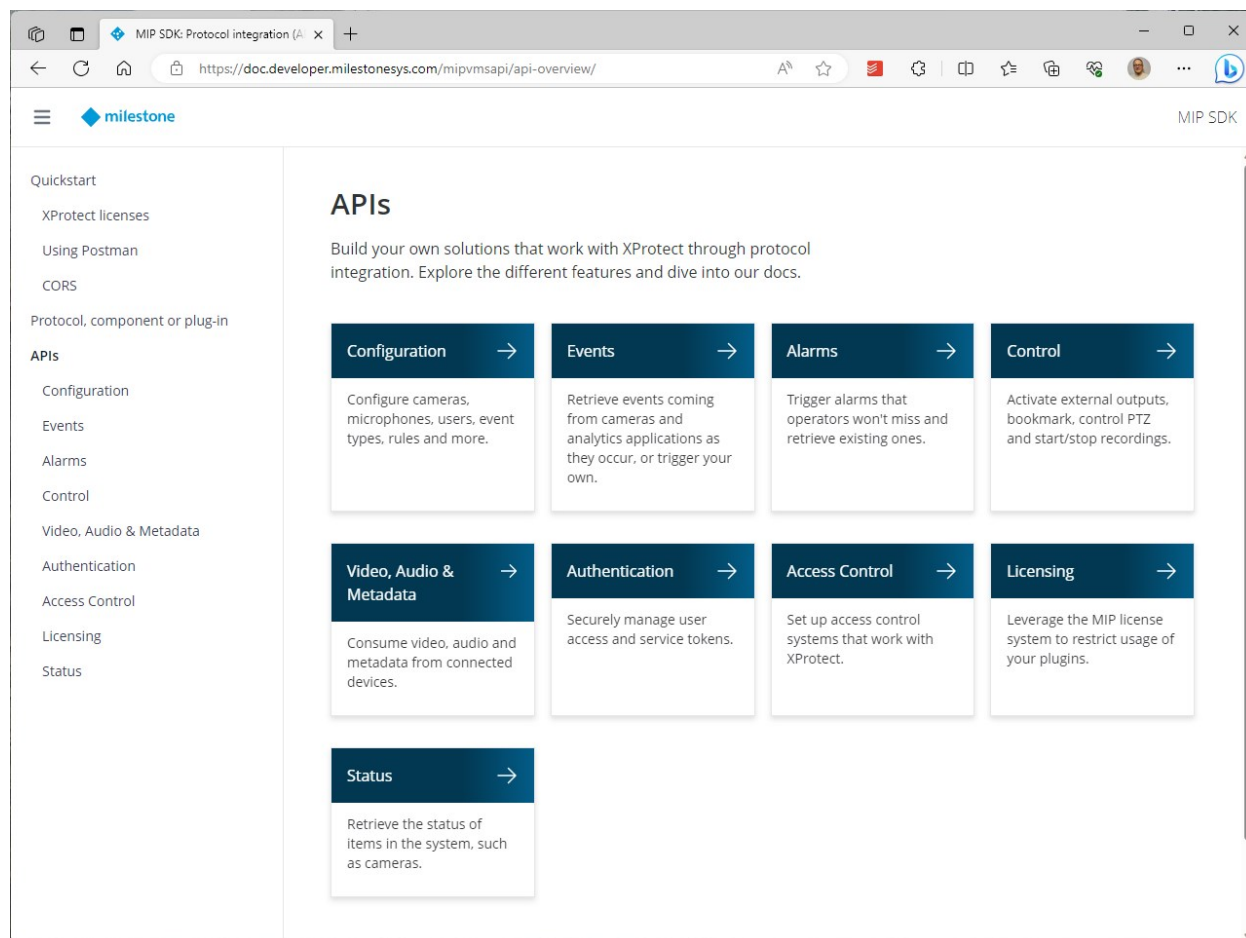 MIP SDK: Protocol integration (A
https://doc.developer.milestonesys.com/mipvmsapi/api-overview/
milestone
MIP SDK
Quickstart
XProtect licenses
Using Postman
CORS
Protocol, component or plug-in
APIs
Configuration
Events
Alarms
Control
Video, Audio & Metadata
Authentication
Access Control
Licensing
Status
APIs
Build your own solutions that work with XProtect through protocol
integration. Explore the different features and dive into our docs.
Configuration
Configure cameras,
microphones, users, event
types, rules and more.
Events
Retrieve events coming
from cameras and
analytics applications as
they occur, or trigger your
own.
Alarms
Trigger alarms that
operators won't miss and
retrieve existing ones.
Control
Activate external outputs,
bookmark, control PTZ
and start/stop recordings.
Video, Audio &
Metadata
Consume video, audio and
metadata from connected
devices.
Authentication
Securely manage user
access and service tokens.
Access Control
Set up access control
systems that work with
XProtect.
Licensing
Leverage the MIP license
system to restrict usage of
your plugins.
Status
Retrieve the status of
items in the system, such
as cameras.